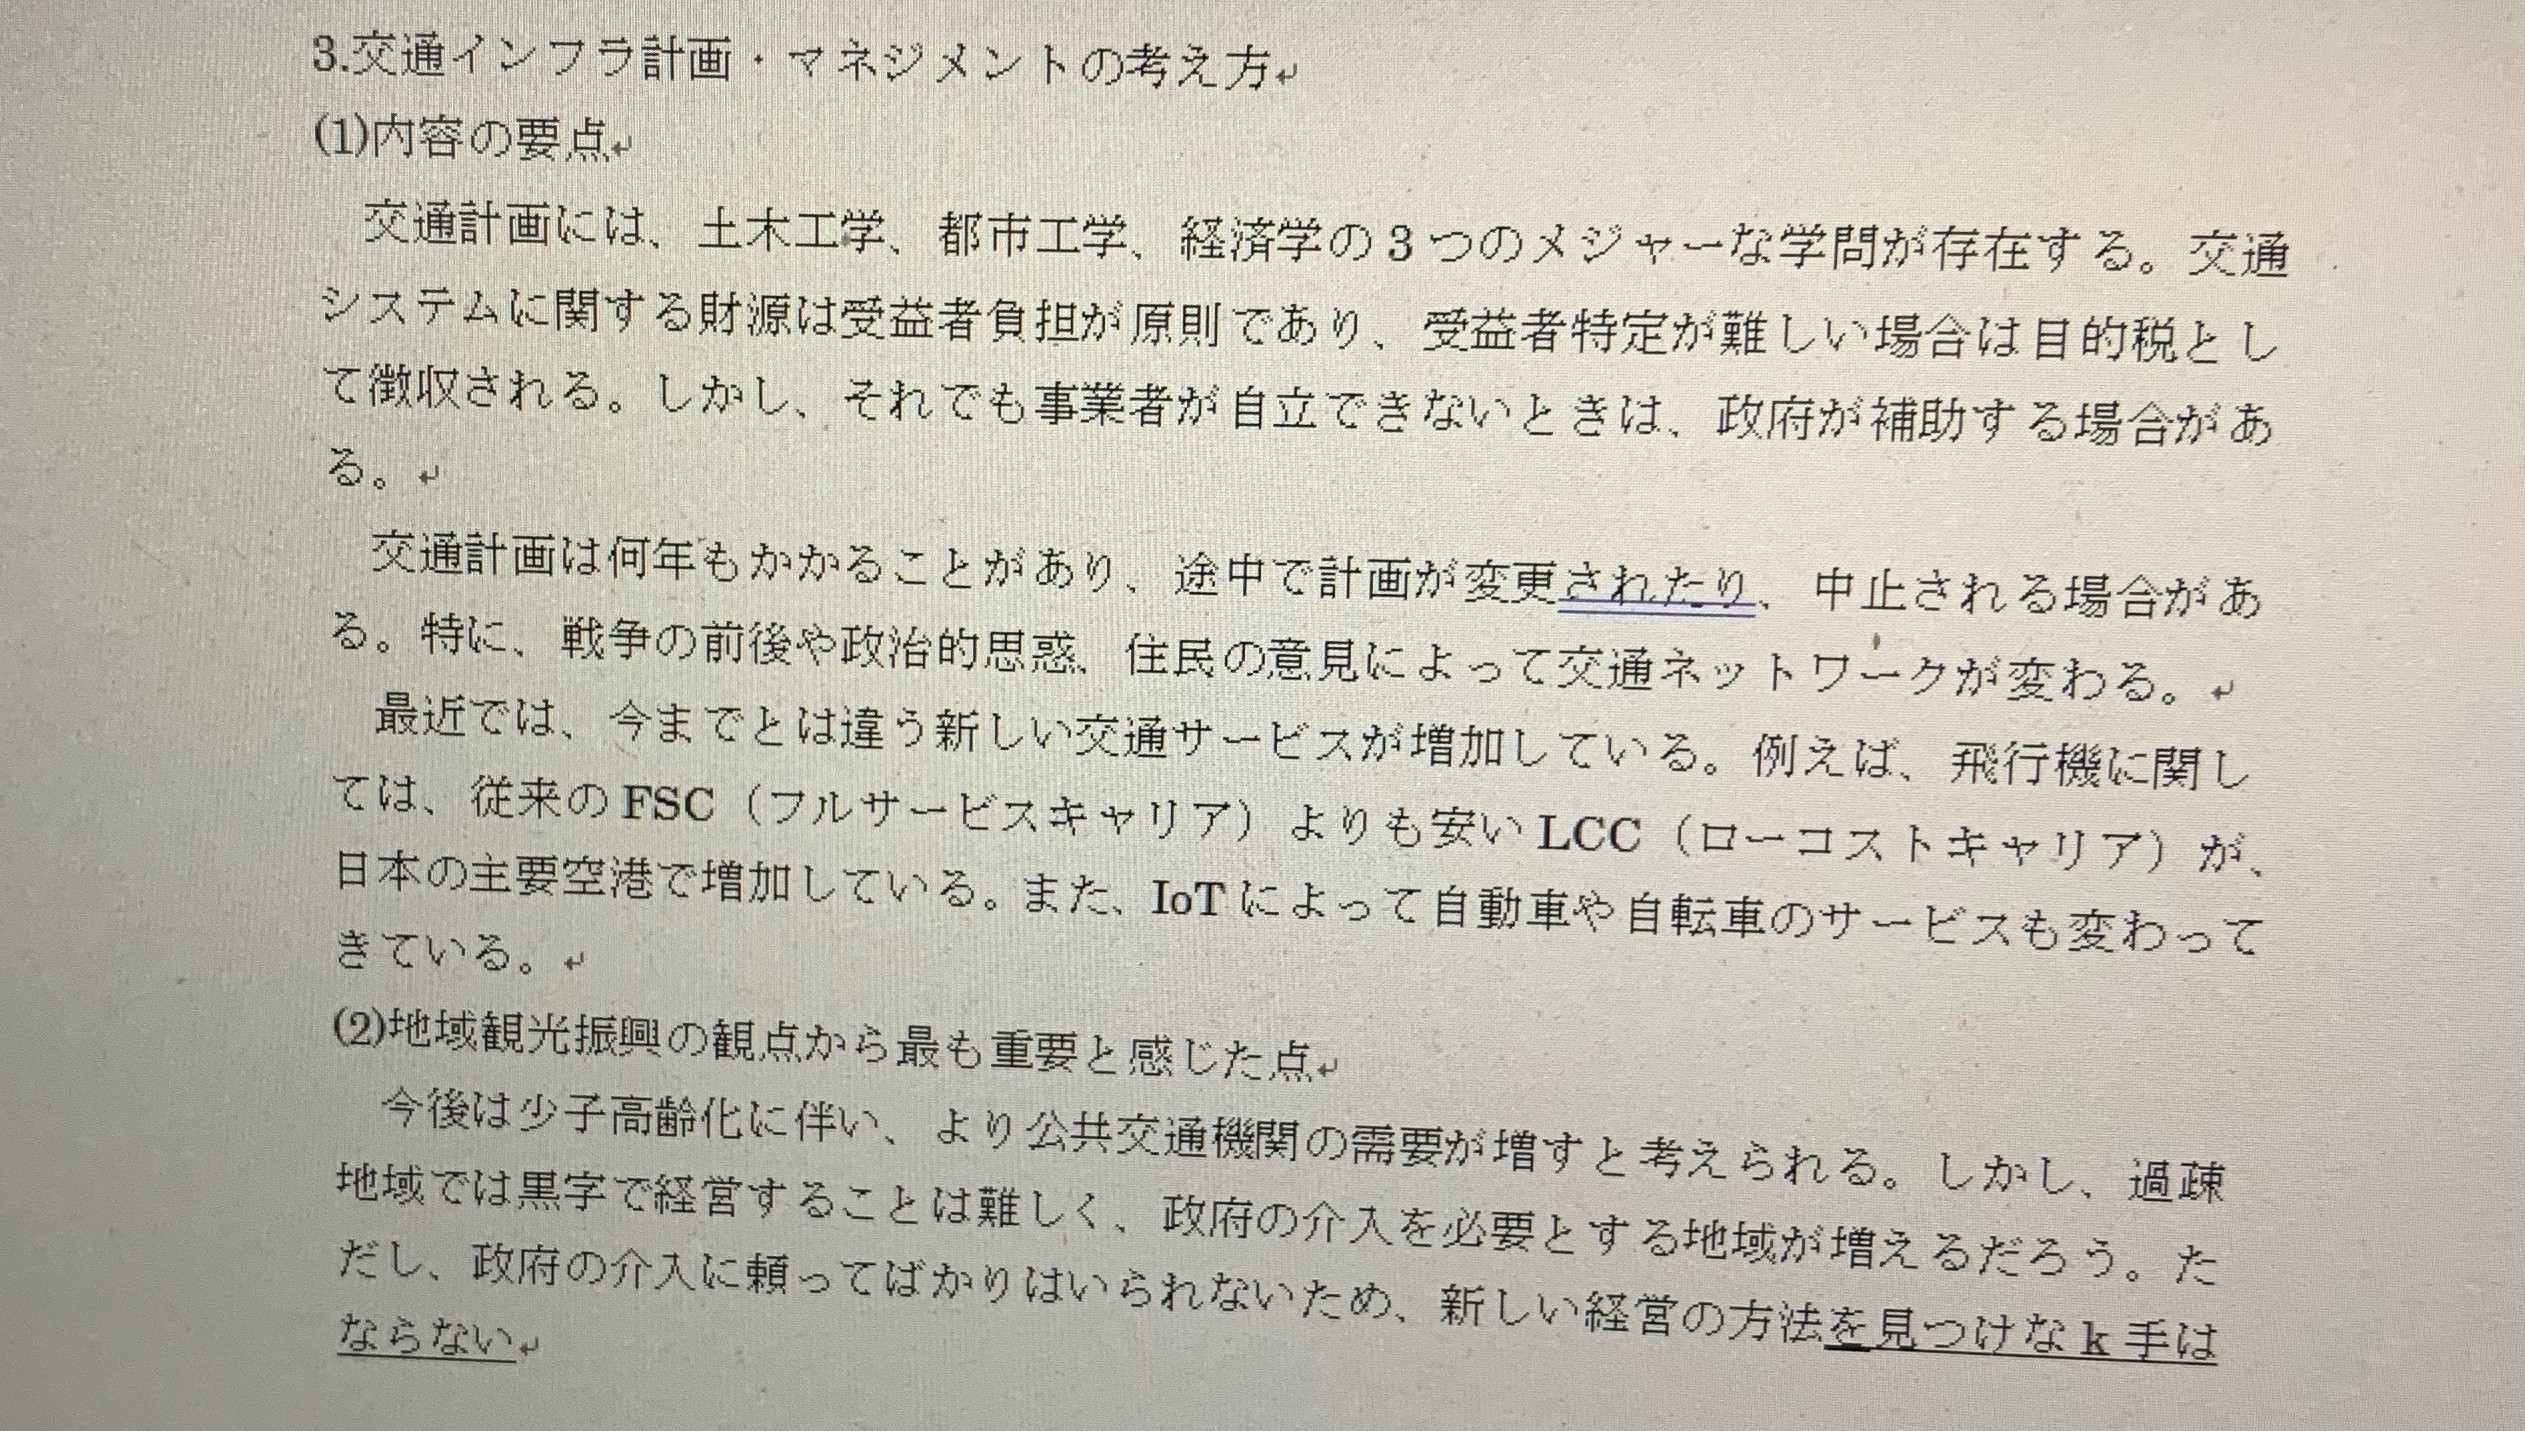 3.交通インフラ計画・マネジメントの考え方
(1)内容の要点
交通計画には、土木工学、都市工学、経済学の3つのメジャーな学問が存在する。交通
システムに関する財源は受益者負担が原則であり、受益者特定が難しい場合は目的税とし
て徴収される。しかし、それでも事業者が自立できないときは、政府が補助する場合があ
る。
交通計画は何年もかかることがあり、途中で計画が変更されたり、中止される場合があ
る。特に、戦争の前後や政治的思惑、住民の意見によって交通ネットワークが変わる。
最近では、今までとは違う新しい交通サービスが増加している。例えば、飛行機に関し
ては、従来のFSC（フルサービスキャリア）よりも安いLCC（ローコストキャリア）が、
日本の主要空港で増加している。また、IoTによって自動車や自転車のサービスも変わって
きている。
(2)地域観光振興の観点から最も重要と感じた点
今後は少子高齢化に伴い、より公共交通機関の需要が増すと考えられる。しかし、過疎
地域では黒字で経営することは難しく、政府の介入を必要とする地域が増えるだろう。た
だし、政府の介入に頼ってばかりはいられないため、新しい経営の方法を見つけなk手は
ならない